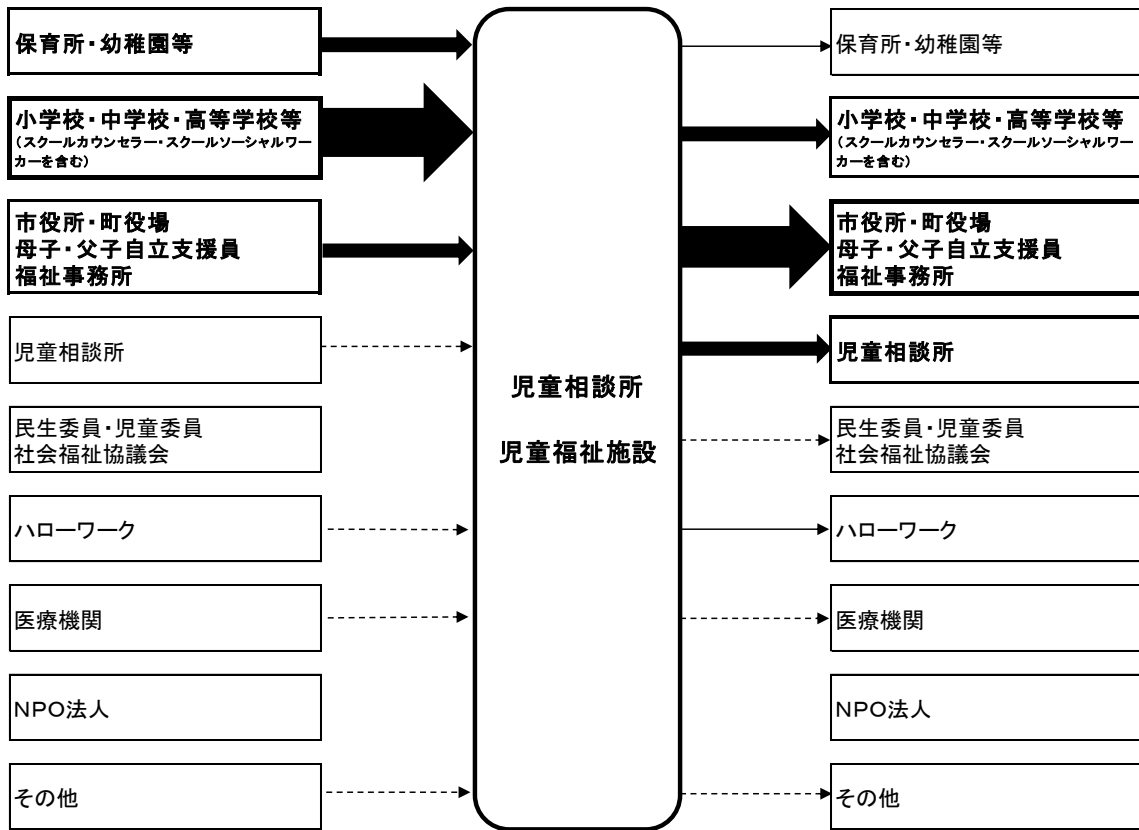 保育所・幼稚園等
小学校・中学校・高等学校等
（スクールカウンセラー・スクールソーシャルワー
カーを含む）
市役所・町役場
母子・父子自立支援員
福祉事務所
児童相談所
民生委員・児童委員
社会福祉協議会
ハローワーク
医療機関
NPO法人
その他
児童相談所
児童福祉施設
保育所・幼稚園等
小学校・中学校・高等学校等
（スクールカウンセラー・スクールソーシャルワー
カーを含む）
市役所・町役場
母子・父子自立支援員
福祉事務所
児童相談所
民生委員・児童委員
社会福祉協議会
ハローワーク
医療機関
NPO法人
その他